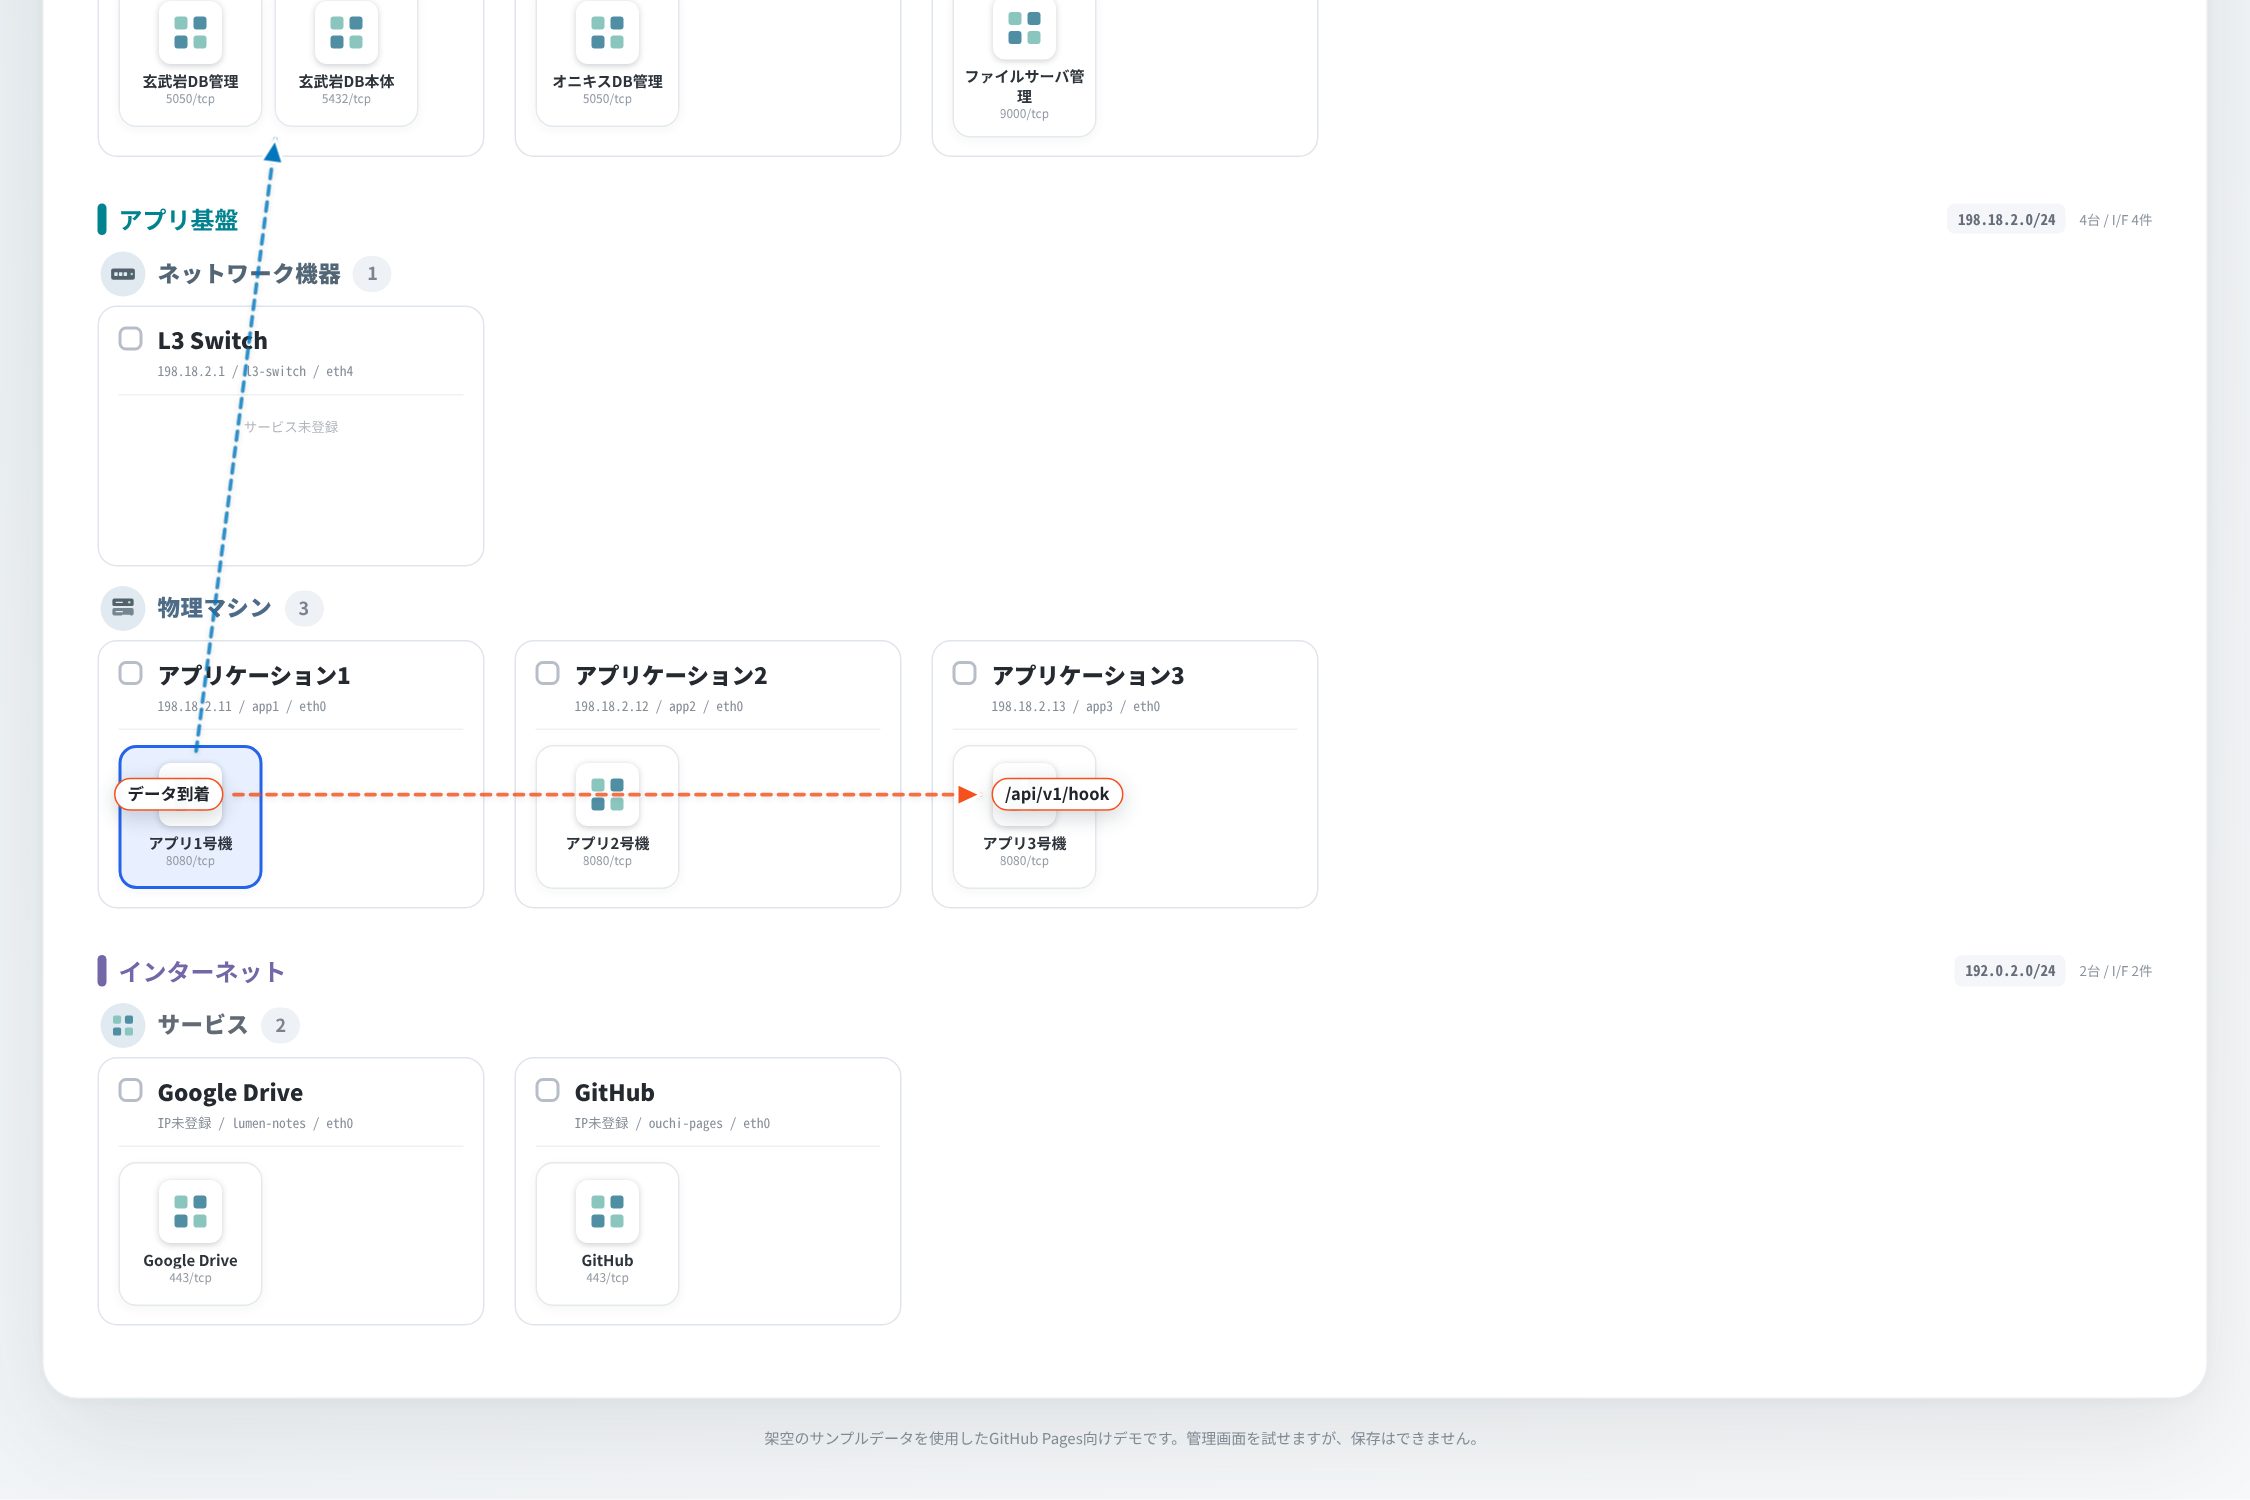 玄武岩DB管理
5050/tcp
玄武岩DB本体
5432/tcp
オニキスDB管理
5050/tcp
ファイルサーバ管
理
9000/tcp
アプリ基盤
198.18.2.0/24
4台 / I/F 4件
ネットワーク機器
1
L3 Switch
198.18.2.1 / l3-switch / eth4
サービス未登録
物理マシン
3
アプリケーション1
198.18.2.11 / app1 / eth0
データ到着
アプリ1号機
8080/tcp
アプリケーション2
198.18.2.12 / app2 / eth0
アプリ2号機
8080/tcp
アプリケーション3
198.18.2.13 / app3 / eth0
/api/v1/hook
アプリ3号機
8080/tcp
インターネット
192.0.2.0/24
2台 / I/F 2件
サービス
2
Google Drive
IP未登録 / lumen-notes / eth0
Google Drive
443/tcp
GitHub
IP未登録 / ouchi-pages / eth0
GitHub
443/tcp
架空のサンプルデータを使用したGitHub Pages向けデモです。管理画面を試せますが、保存はできません。